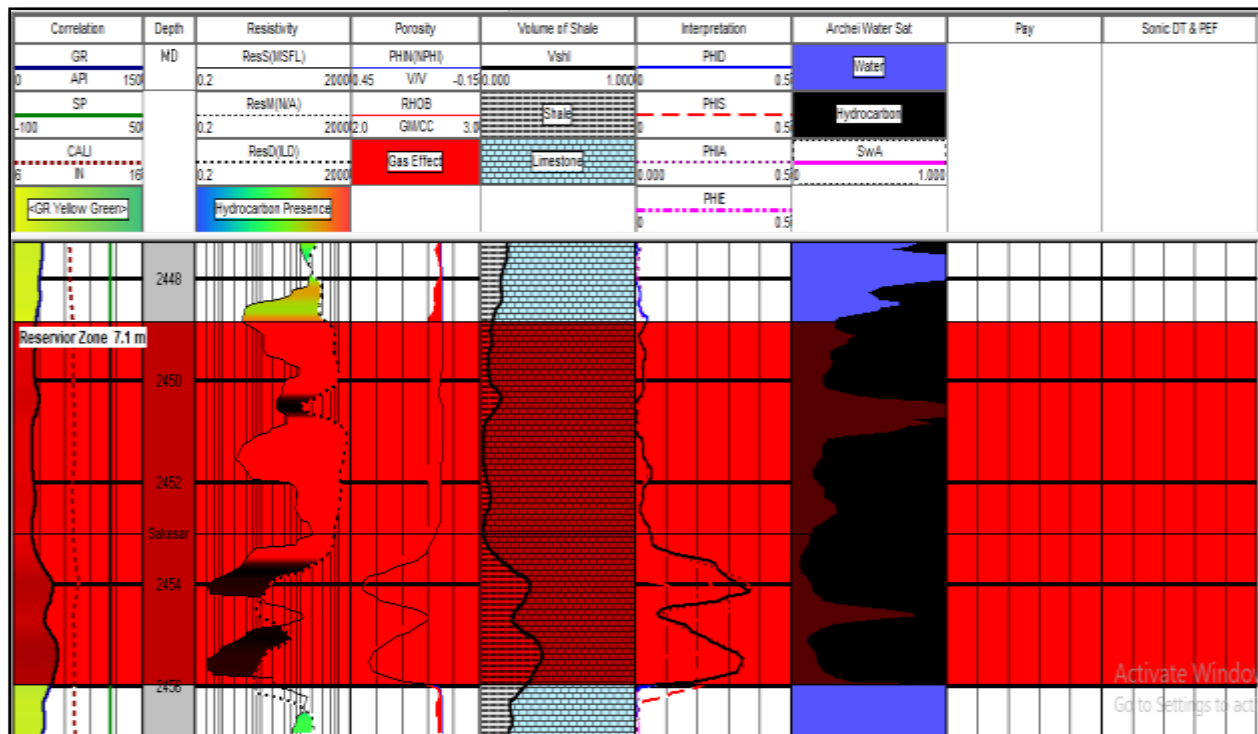 Correlation Depth Resistivity Porosity Volume of Shale Interpretation Archei Water Sat Pay Sonic DT & PEF
GR MD ResS(MSFL) PHIN(NPHI) Vshl PHID Water
0 API 150 0.2 2000 0.45 V/V -0.15 0.000 1.000 0 0.5
SP ResM(N/A) RHOB Shale PHIS Hydrocarbon
-100 50 0.2 2000 2.0 GM/CC 3.0 0 0.5
CALI ResD(ILD) Gas Effect Limestone PHIA SwA
6 IN 16 0.2 2000 0.000 0.5 0 1.000
<GR Yellow Green> Hydrocarbon Presence PHIE
0 0.5
2448
Reservior Zone 7.1 m
2450
2452
Sakesar
2454
2456
Activate Window
Go to Settings to act